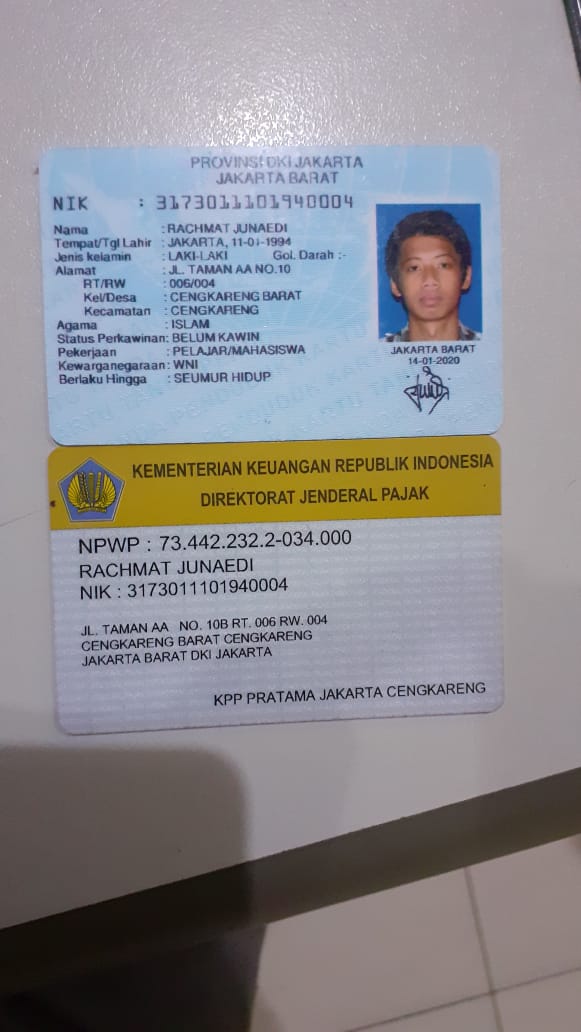 PROVINSI DKI JAKARTA
JAKARTA BARAT
NIK : 3173011101940004
Nama : RACHMAT JUNAEDI
Tempat/Tgl Lahir : JAKARTA, 11-01-1994
Jenis kelamin : LAKI-LAKI Gol. Darah :-
Alamat : JL. TAMAN AA NO.10
RT/RW : 006/004
Kel/Desa : CENGKARENG BARAT
Kecamatan : CENGKARENG
Agama : ISLAM
Status Perkawinan: BELUM KAWIN
Pekerjaan : PELAJAR/MAHASISWA
Kewarganegaraan: WNI
Berlaku Hingga : SEUMUR HIDUP
JAKARTA BARAT
14-01-2020
KEMENTERIAN KEUANGAN REPUBLIK INDONESIA
DIREKTORAT JENDERAL PAJAK
NPWP : 73.442.232.2-034.000
RACHMAT JUNAEDI
NIK : 3173011101940004
JL. TAMAN AA NO. 10B RT. 006 RW. 004
CENGKARENG BARAT CENGKARENG
JAKARTA BARAT DKI JAKARTA
KPP PRATAMA JAKARTA CENGKARENG